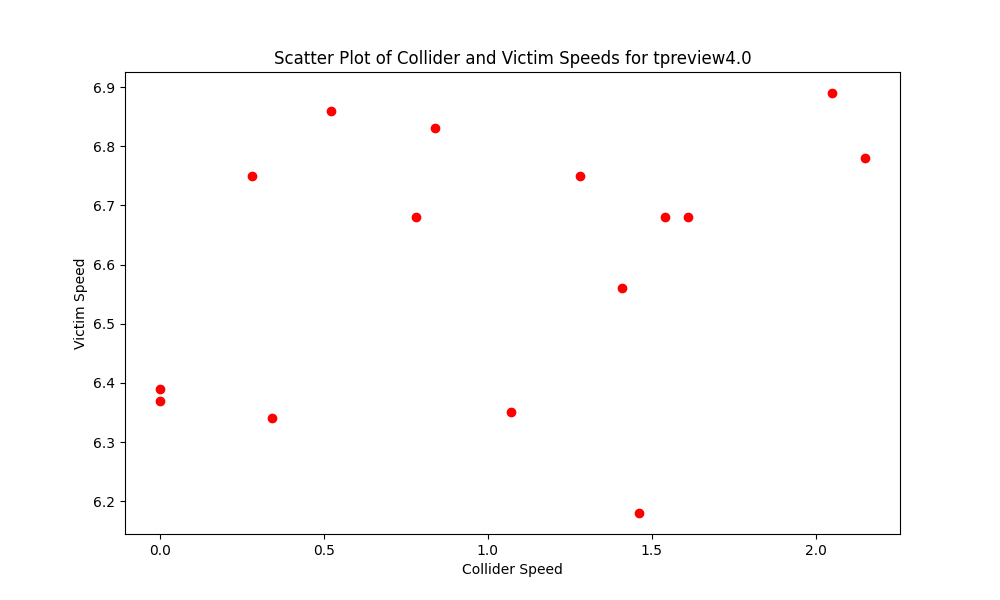 Scatter Plot of Collider and Victim Speeds for tpreview4.0
6.9
6.8
6.7
6.6
6.5
6.4
6.3
6.2
Victim Speed
0.0 0.5 1.0 1.5 2.0
Collider Speed